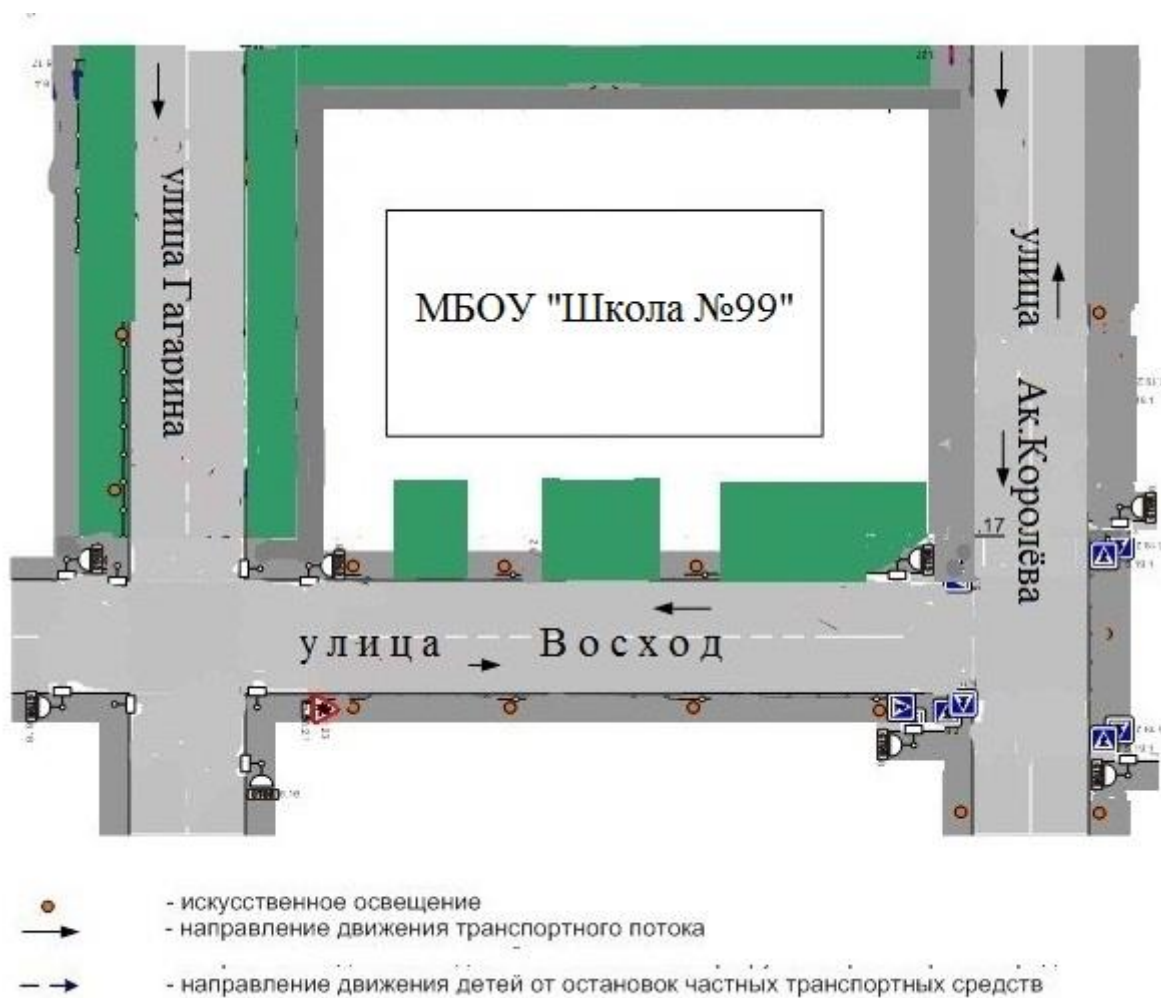 улица Гагарина
МБОУ "Школа №99"
улица
Ак.Королёва
.17
улица Восход
- искусственное освещение
- направление движения транспортного потока
- направление движения детей от остановок частных транспортных средств